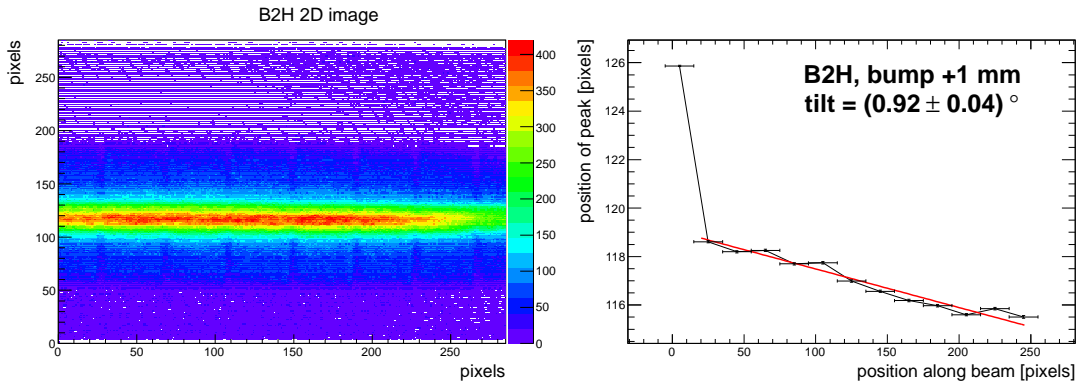 B2H 2D image
pixels
250
200
150
100
50
0
0 50 100 150 200 250
pixels
400
350
300
250
200
150
100
50
0
position of peak [pixels]
126
124
122
120
118
116
B2H, bump +1 mm
tilt = (0.92 ± 0.04) °
0 50 100 150 200 250
position along beam [pixels]